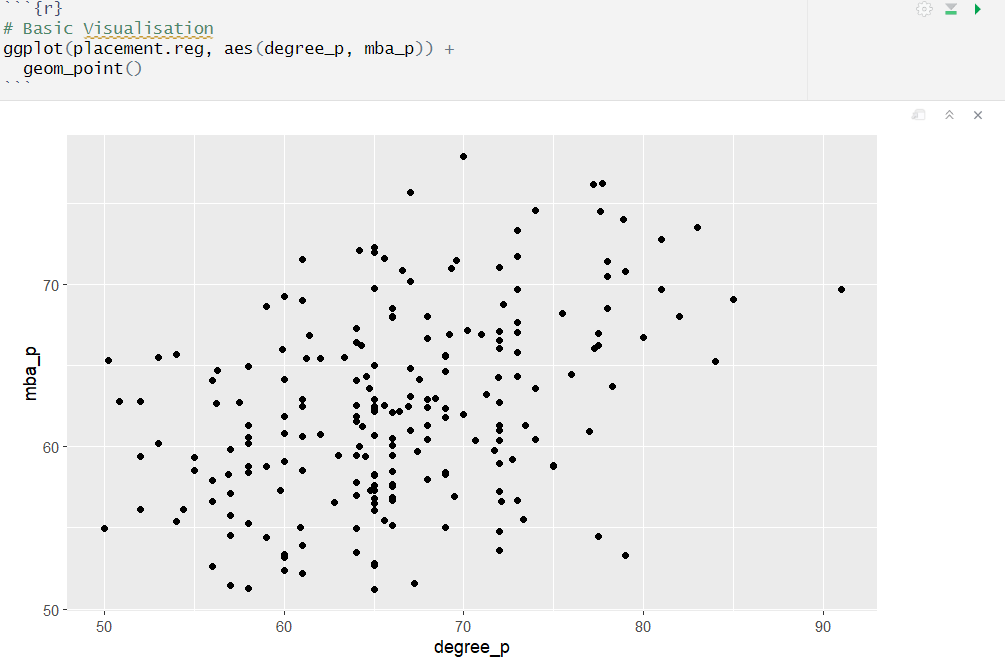 ```{r}
# Basic Visualisation
ggplot(placement.reg, aes(degree_p, mba_p)) +
  geom_point()
```
70
60
50
mba_p
50 60 70 80 90
degree_p